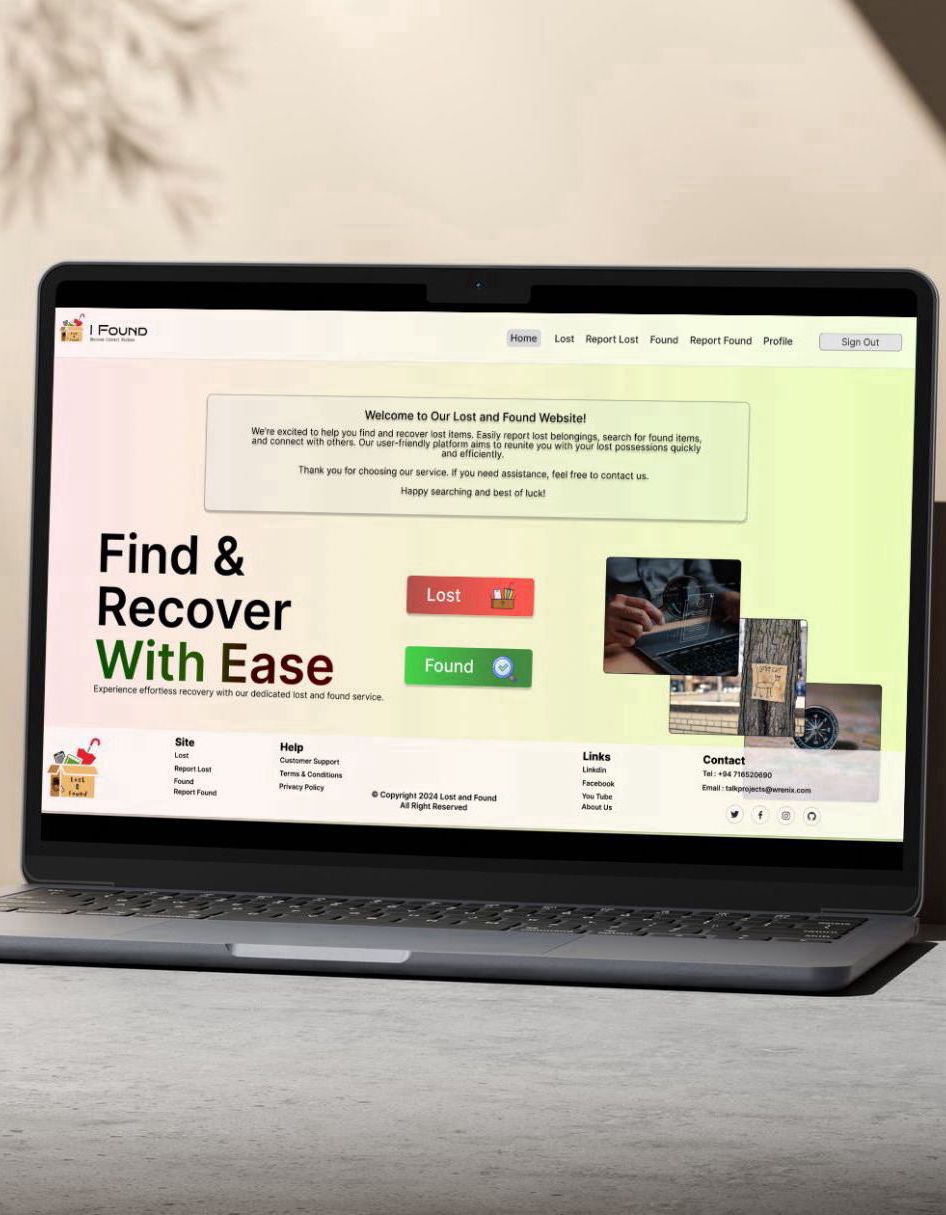 I FOUND
Home
Lost
Report Lost
Found
Report Found
Profile
Sign Out
Welcome to Our Lost and Found Website!
We're excited to help you find and recover lost items. Easily report lost belongings, search for found items,
and connect with others. Our user-friendly platform aims to reunite you with your lost possessions quickly
and efficiently.
Thank you for choosing our service. If you need assistance, feel free to contact us.
Happy searching and best of luck!
Find &
Recover
With Ease
Experience effortless recovery with our dedicated lost and found service.
Lost
Found
Lost
&
Found
Site
Lost
Report Lost
Found
Report Found
Help
Customer Support
Terms & Conditions
Privacy Policy
© Copyright 2024 Lost and Found
All Right Reserved
Links
Linkdin
Facebook
You Tube
About Us
Contact
Tel : +94 716520690
Email : talkprojects@wrenix.com